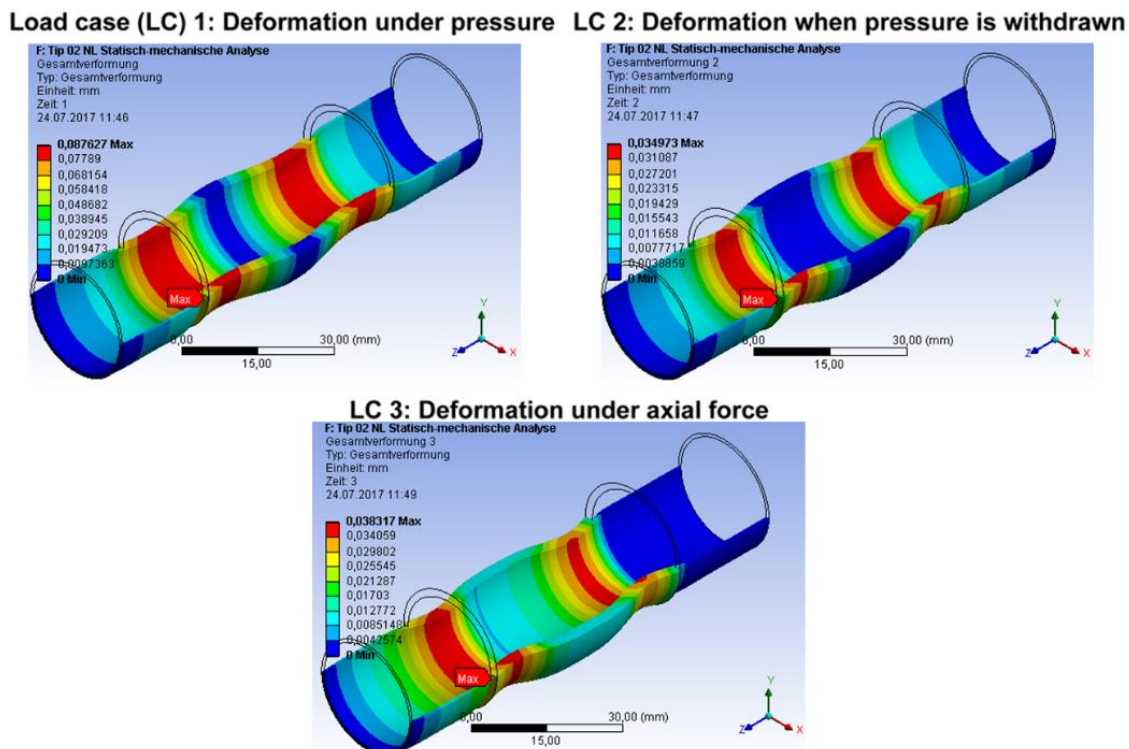 Load case (LC) 1: Deformation under pressure
F: Tip 02 NL Statisch-mechanische Analyse
Gesamtverformung
Typ: Gesamtverformung
Einheit: mm
Zeit: 1
24.07.2017 11:46
0,087627 Max
0,07789
0,068154
0,058418
0,048682
0,038945
0,029209
0,019473
0,0097363
0 Min
Max
0,00
30,00 (mm)
15,00
Y
Z
X
LC 2: Deformation when pressure is withdrawn
F: Tip 02 NL Statisch-mechanische Analyse
Gesamtverformung 2
Typ: Gesamtverformung
Einheit: mm
Zeit: 2
24.07.2017 11:47
0,034973 Max
0,031087
0,027201
0,023315
0,019429
0,015543
0,011658
0,0077717
0,0038859
0 Min
Max
0,00
30,00 (mm)
15,00
Y
Z
X
LC 3: Deformation under axial force
F: Tip 02 NL Statisch-mechanische Analyse
Gesamtverformung 3
Typ: Gesamtverformung
Einheit: mm
Zeit: 3
24.07.2017 11:49
0,038317 Max
0,034059
0,029802
0,025545
0,021287
0,01703
0,012772
0,0085148
0,0042574
0 Min
Max
0,00
30,00 (mm)
15,00
Y
Z
X